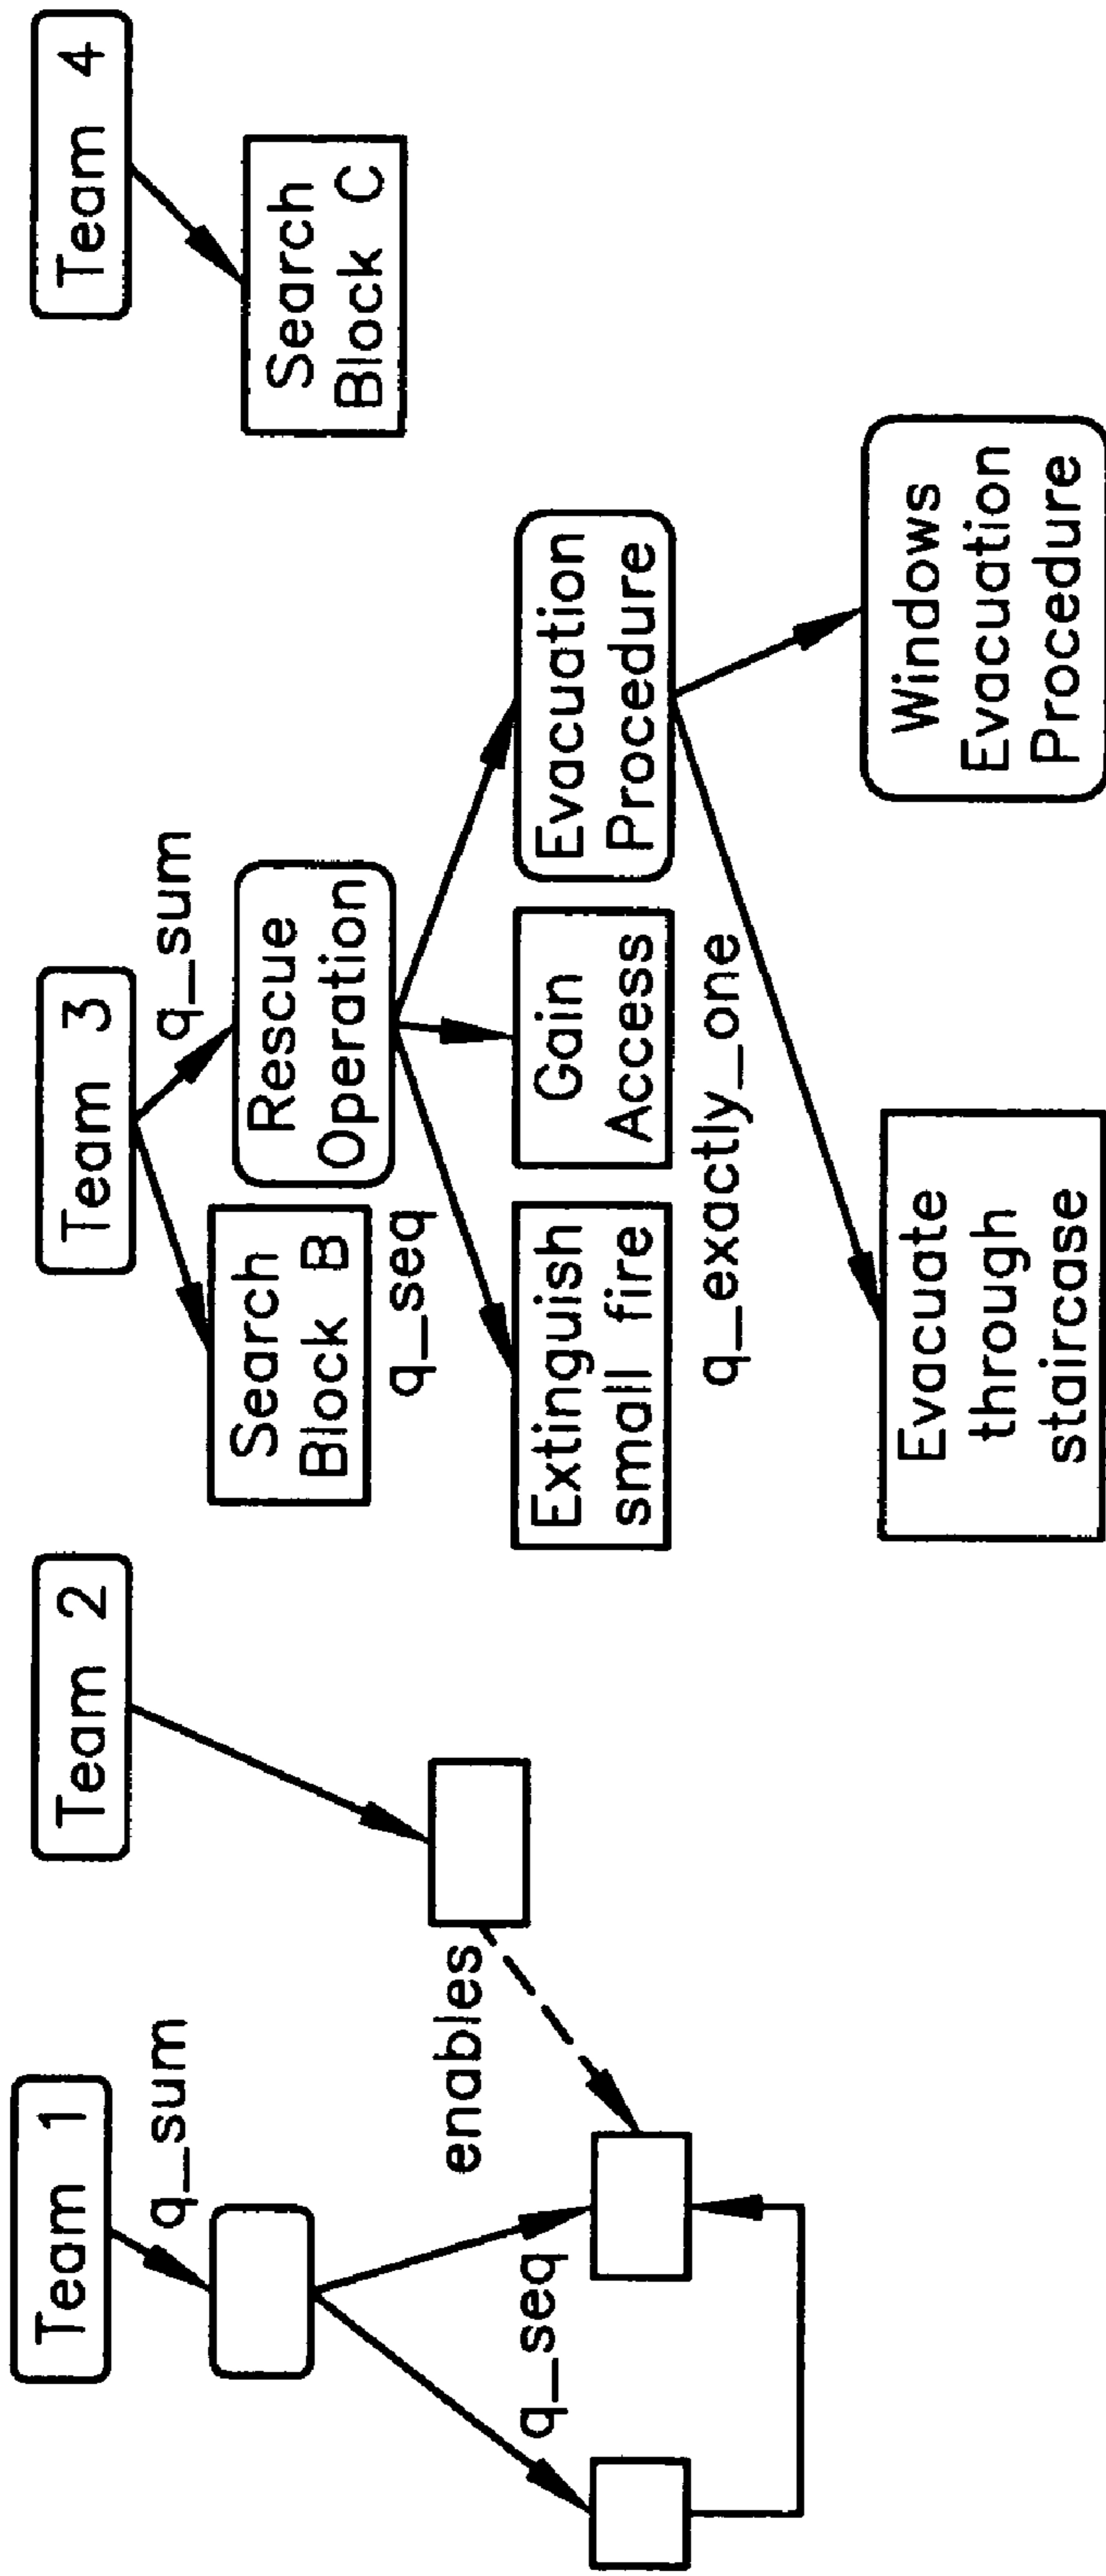 Team 1
q_sum
q_seq
Team 2
enables
Team 3
q_sum
Search
Block B
Rescue
Operation
q_seq
Extinguish
small fire
Gain
Access
Evacuation
Procedure
q_exactly_one
Evacuate
through
staircase
Windows
Evacuation
Procedure
Team 4
Search
Block C